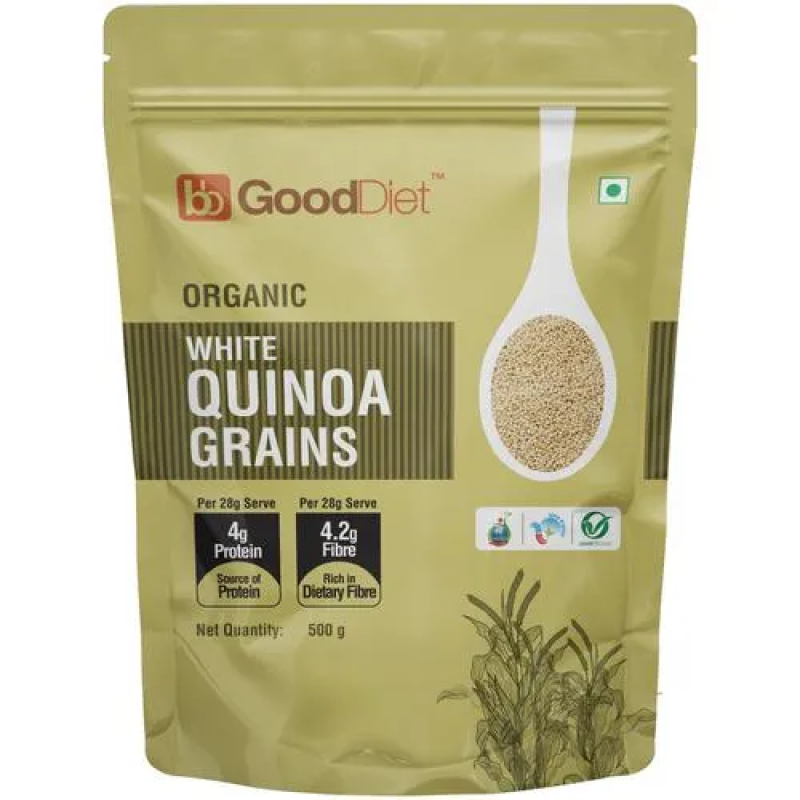 bb GoodDiet™
ORGANIC
WHITE
QUINOA
GRAINS
Per 28g Serve
4g
Protein
Source of
Protein
Per 28g Serve
4.2g
Fibre
Rich in
Dietary Fibre
Net Quantity: 500 g